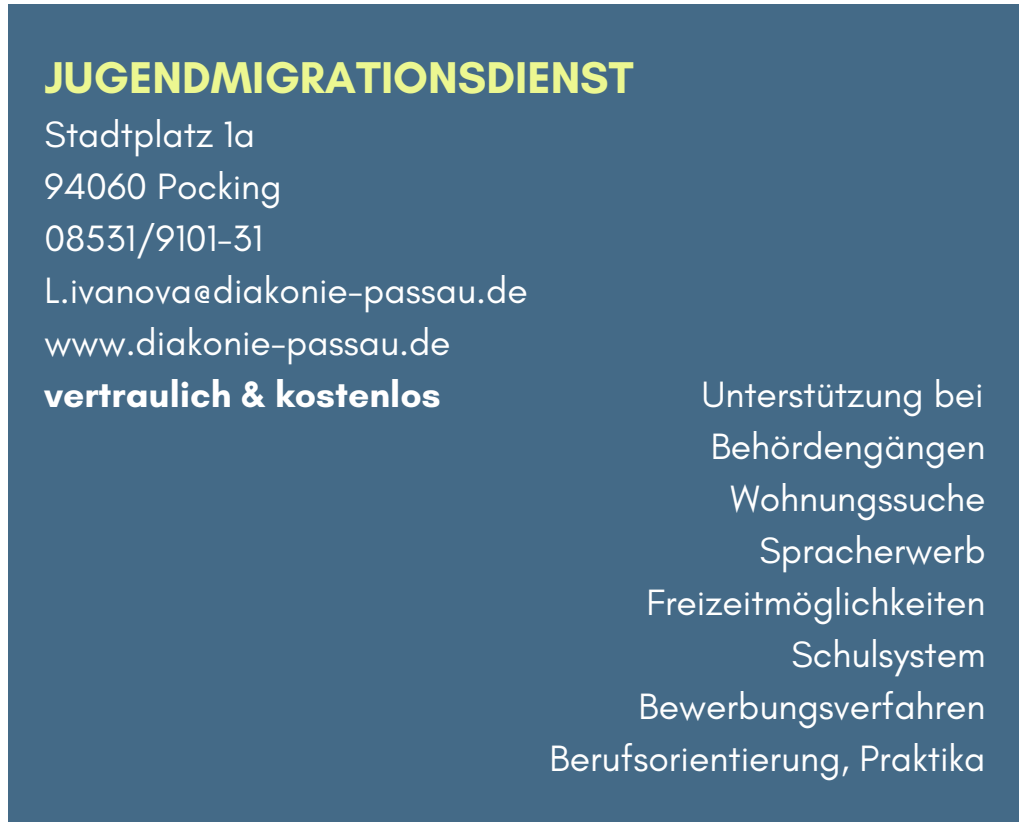 JUGENDMIGRATIONSDIENST
Stadtplatz 1a
94060 Pocking
08531/9101-31
L.ivanova@diakonie-passau.de
www.diakonie-passau.de
vertraulich & kostenlos
Unterstützung bei
Behördengängen
Wohnungssuche
Spracherwerb
Freizeitmöglichkeiten
Schulsystem
Bewerbungsverfahren
Berufsorientierung, Praktika